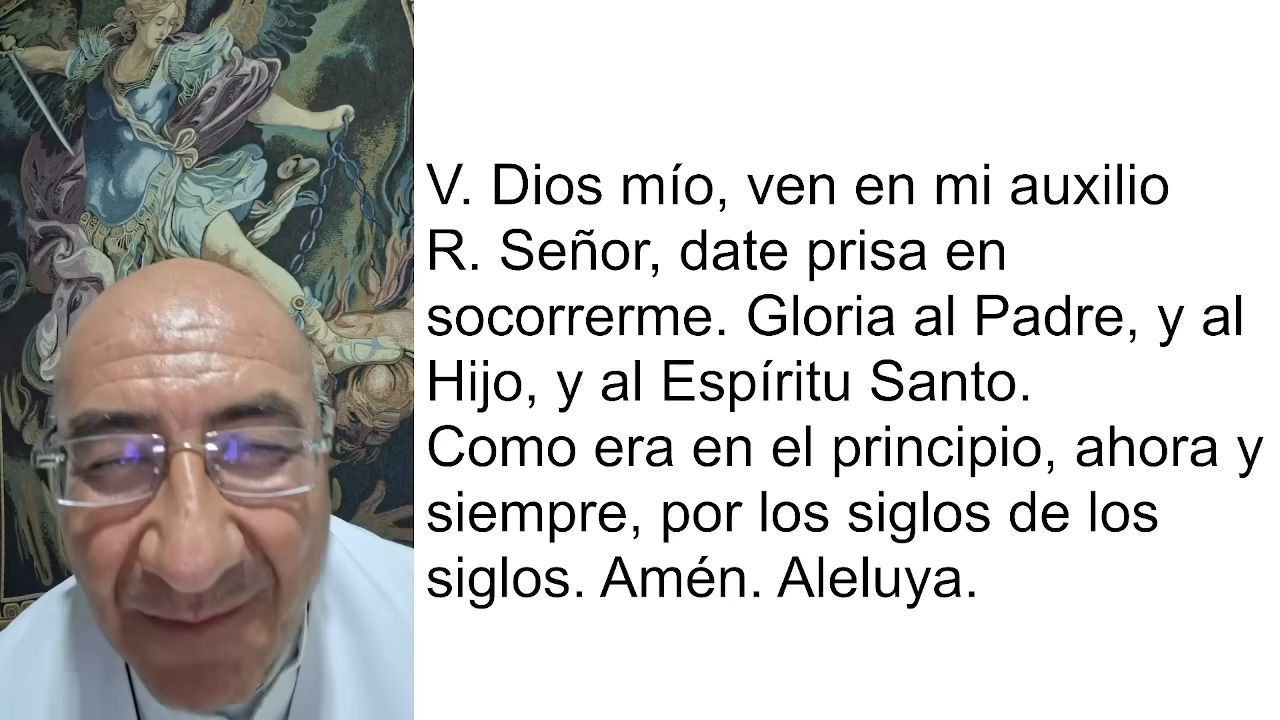 V. Dios mío, ven en mi auxilio
R. Señor, date prisa en
socorrerme. Gloria al Padre, y al
Hijo, y al Espíritu Santo.
Como era en el principio, ahora y
siempre, por los siglos de los
siglos. Amén. Aleluya.